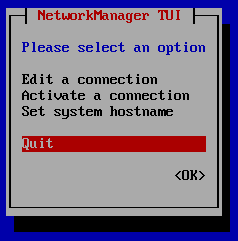 NetworkManager TUI
Please select an option
Edit a connection
Activate a connection
Set system hostname
Quit
<OK>